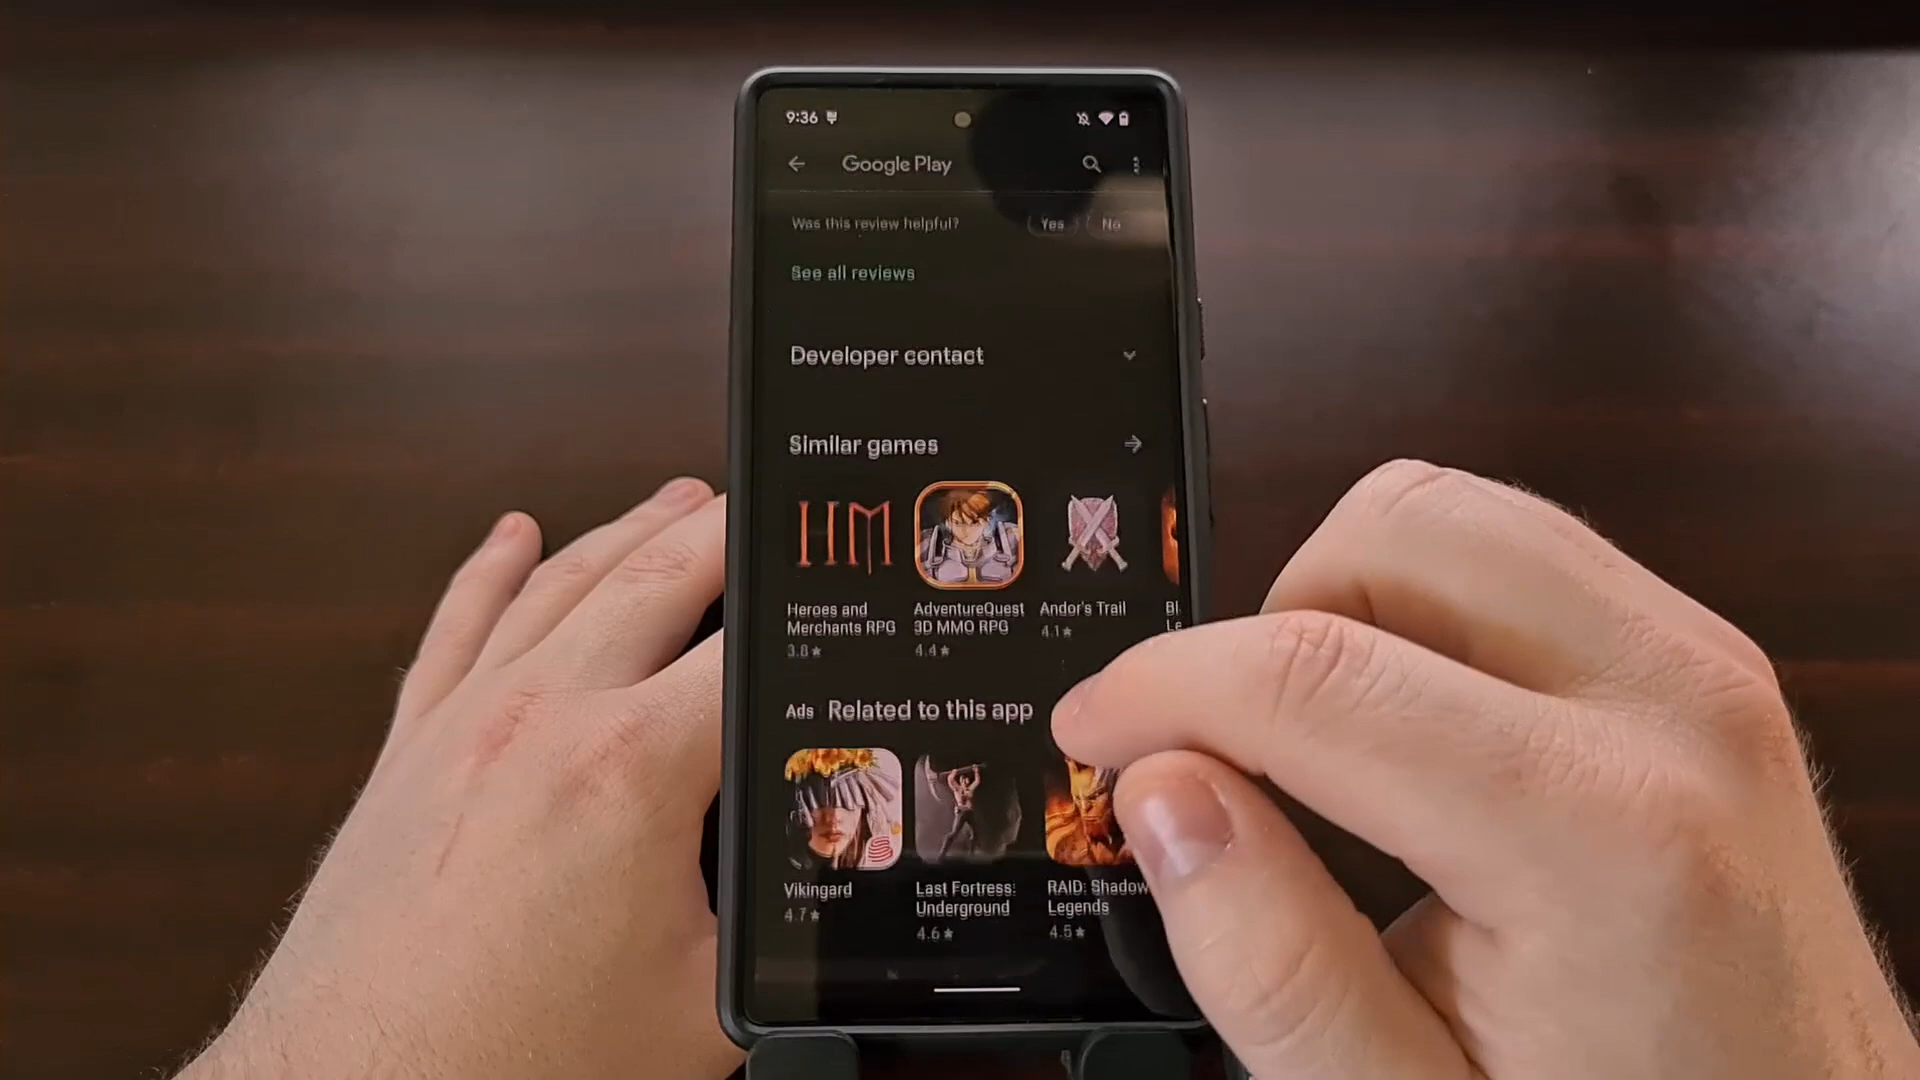 9:36
Google Play
Was this review helpful? Yes No
See all reviews
Developer contact
Similar games
HM
Heroes and
Merchants RPG
3.8★
AdventureQuest
3D MMO RPG
4.4★
Andor's Trail
4.1★
Bl
Le
Ads Related to this app
Vikingard
4.7★
Last Fortress:
Underground
4.6★
RAID: Shadow
Legends
4.5★